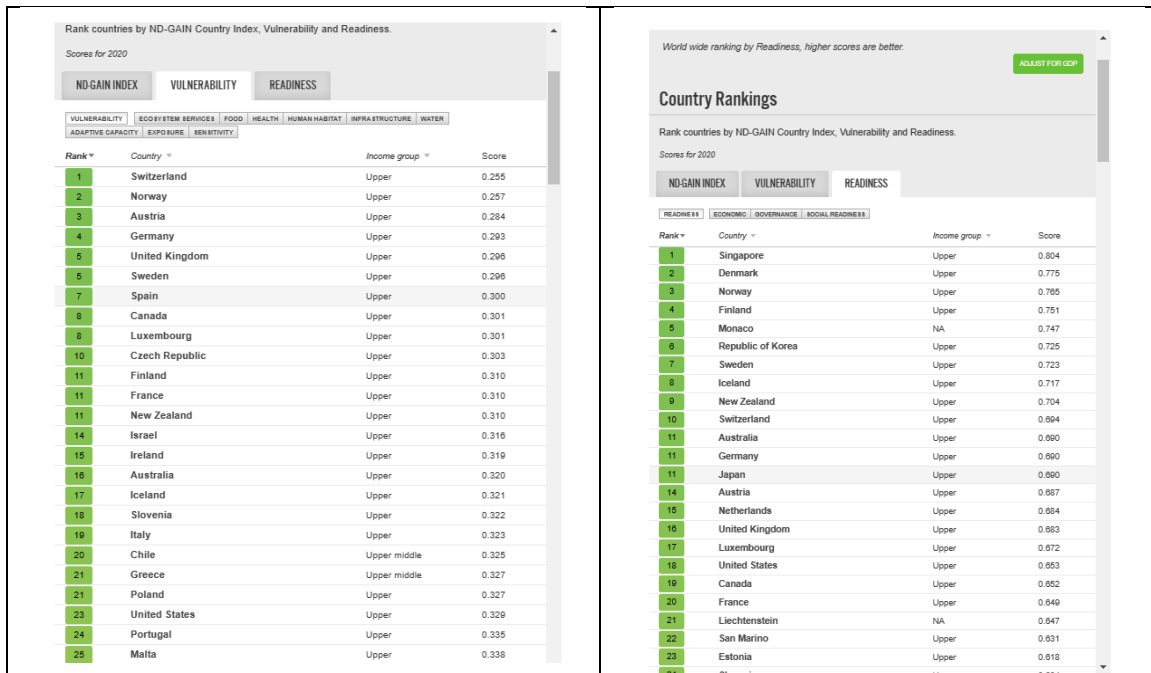 Rank countries by ND-GAIN Country Index, Vulnerability and Readiness.
Scores for 2020
ND-GAIN INDEX VULNERABILITY READINESS
VULNERABILITY ECOSYSTEM SERVICES FOOD HEALTH HUMAN HABITAT INFRASTRUCTURE WATER
ADAPTIVE CAPACITY EXPOSURE SENSITIVITY
Rank Country Income group Score
1 Switzerland Upper 0.255
2 Norway Upper 0.257
3 Austria Upper 0.284
4 Germany Upper 0.293
5 United Kingdom Upper 0.296
5 Sweden Upper 0.296
7 Spain Upper 0.300
8 Canada Upper 0.301
8 Luxembourg Upper 0.301
10 Czech Republic Upper 0.303
11 Finland Upper 0.310
11 France Upper 0.310
11 New Zealand Upper 0.310
14 Israel Upper 0.316
15 Ireland Upper 0.319
16 Australia Upper 0.320
17 Iceland Upper 0.321
18 Slovenia Upper 0.322
19 Italy Upper 0.323
20 Chile Upper middle 0.325
21 Greece Upper middle 0.327
21 Poland Upper 0.327
23 United States Upper 0.329
24 Portugal Upper 0.335
25 Malta Upper 0.338
World wide ranking by Readiness, higher scores are better.
ADJUST FOR GDP
Country Rankings
Rank countries by ND-GAIN Country Index, Vulnerability and Readiness.
Scores for 2020
ND-GAIN INDEX VULNERABILITY READINESS
READINESS ECONOMIC GOVERNANCE SOCIAL READINESS
Rank Country Income group Score
1 Singapore Upper 0.804
2 Denmark Upper 0.775
3 Norway Upper 0.765
4 Finland Upper 0.751
5 Monaco NA 0.747
6 Republic of Korea Upper 0.725
7 Sweden Upper 0.723
8 Iceland Upper 0.717
9 New Zealand Upper 0.704
10 Switzerland Upper 0.694
11 Australia Upper 0.690
11 Germany Upper 0.690
11 Japan Upper 0.690
14 Austria Upper 0.687
15 Netherlands Upper 0.684
16 United Kingdom Upper 0.683
17 Luxembourg Upper 0.672
18 United States Upper 0.653
19 Canada Upper 0.652
20 France Upper 0.649
21 Liechtenstein NA 0.647
22 San Marino Upper 0.631
23 Estonia Upper 0.618